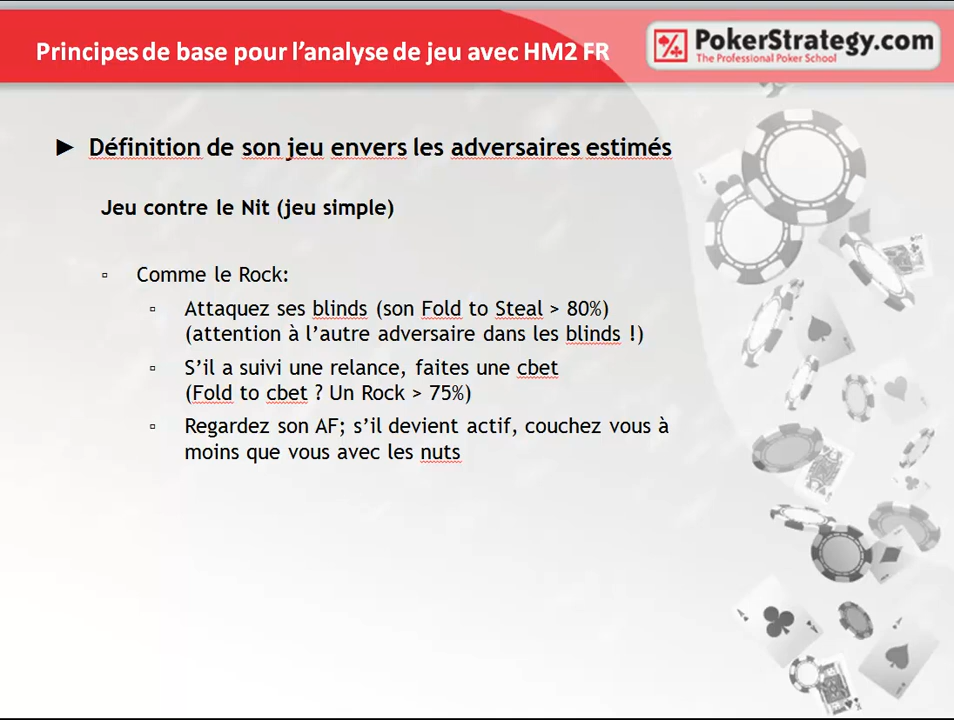 Principes de base pour l'analyse de jeu avec HM2 FR
PokerStrategy.com
The Professional Poker School
► Définition de son jeu envers les adversaires estimés
Jeu contre le Nit (jeu simple)
▫ Comme le Rock:
▫ Attaquez ses blinds (son Fold to Steal > 80%)
(attention à l'autre adversaire dans les blinds !)
▫ S'il a suivi une relance, faites une cbet
(Fold to cbet ? Un Rock > 75%)
▫ Regardez son AF; s'il devient actif, couchez vous à
moins que vous avec les nuts